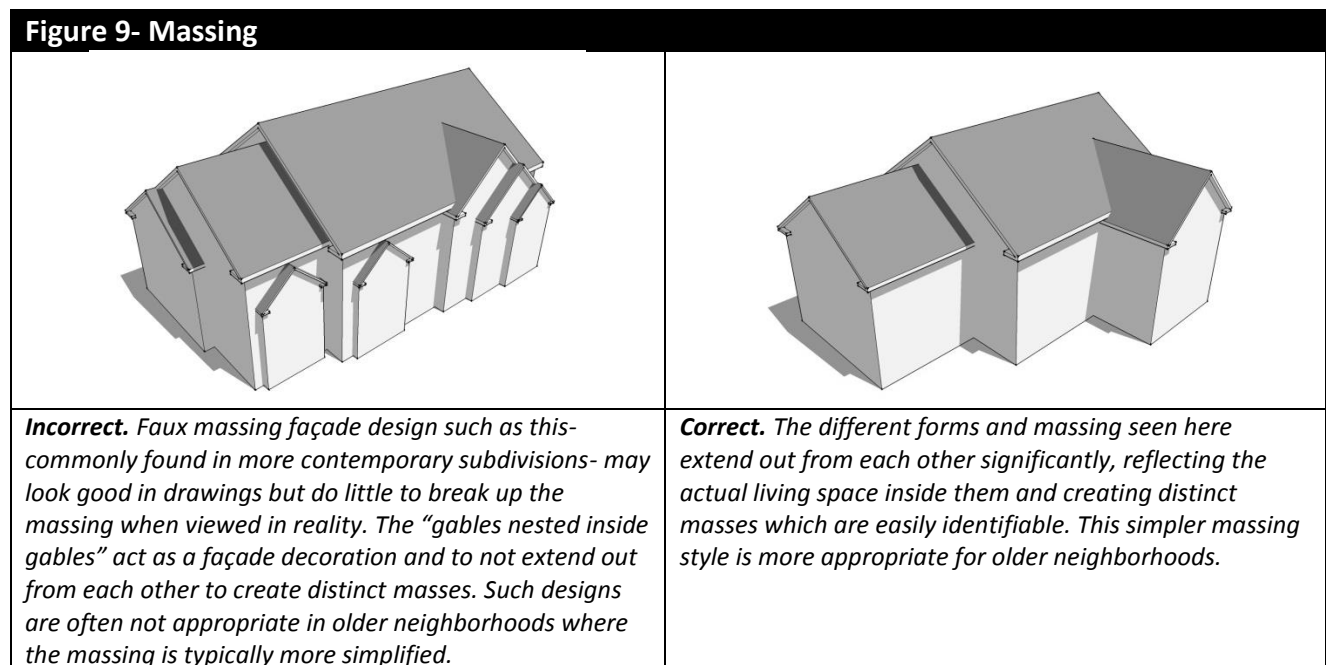 Figure 9- Massing
Incorrect. Faux massing façade design such as this-
commonly found in more contemporary subdivisions- may
look good in drawings but do little to break up the
massing when viewed in reality. The “gables nested inside
gables” act as a façade decoration and to not extend out
from each other to create distinct masses. Such designs
are often not appropriate in older neighborhoods where
the massing is typically more simplified.
Correct. The different forms and massing seen here
extend out from each other significantly, reflecting the
actual living space inside them and creating distinct
masses which are easily identifiable. This simpler massing
style is more appropriate for older neighborhoods.